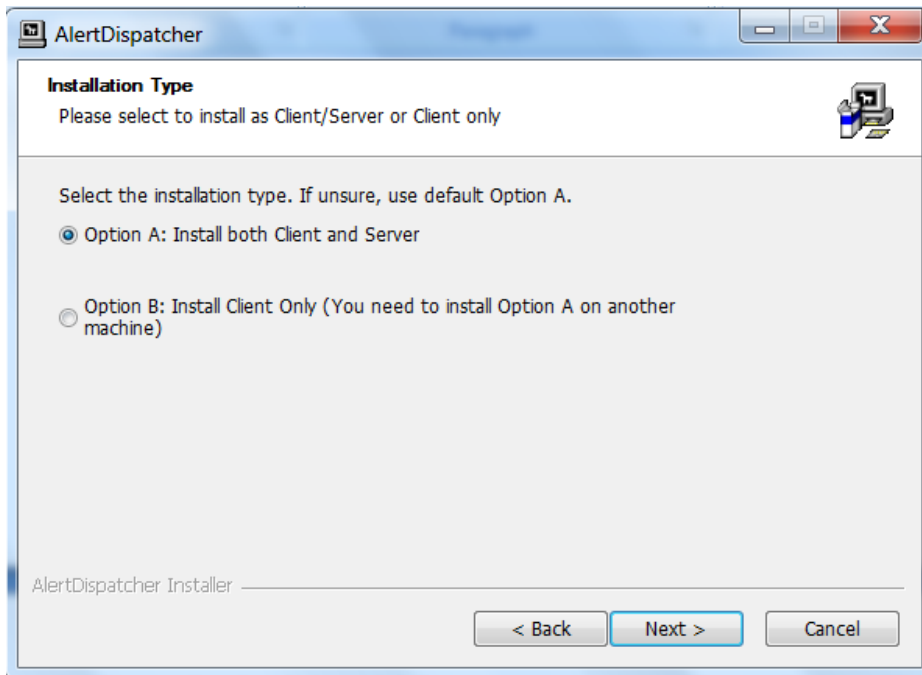 AlertDispatcher
Installation Type
Please select to install as Client/Server or Client only
Select the installation type. If unsure, use default Option A.
Option A: Install both Client and Server
Option B: Install Client Only (You need to install Option A on another
machine)
AlertDispatcher Installer
< Back
Next >
Cancel